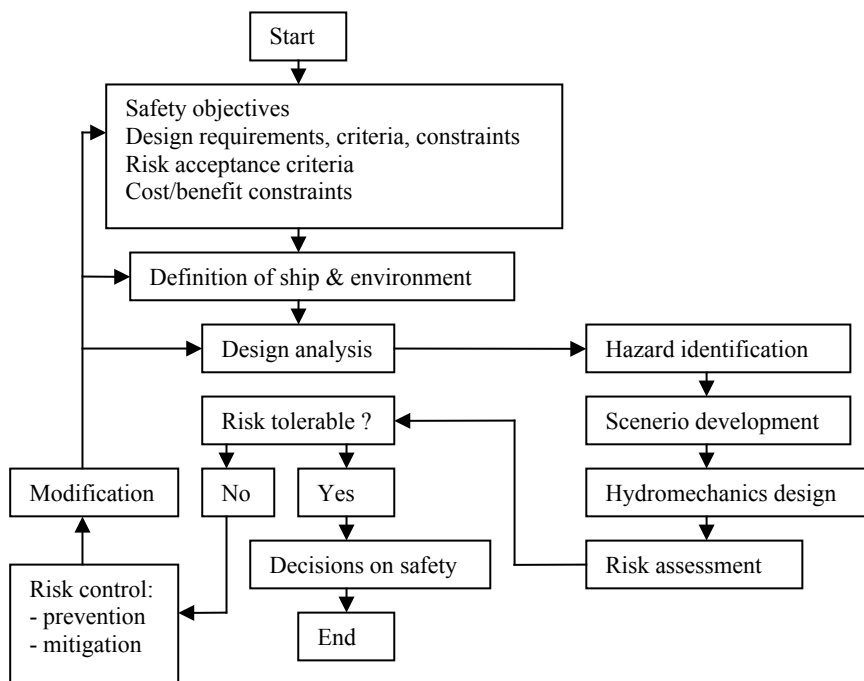 Start
Safety objectives
Design requirements, criteria, constraints
Risk acceptance criteria
Cost/benefit constraints
Definition of ship & environment
Design analysis
Hazard identification
Risk tolerable ?
Scenerio development
Modification
No
Yes
Hydromechanics design
Decisions on safety
Risk assessment
Risk control:
- prevention
- mitigation
End